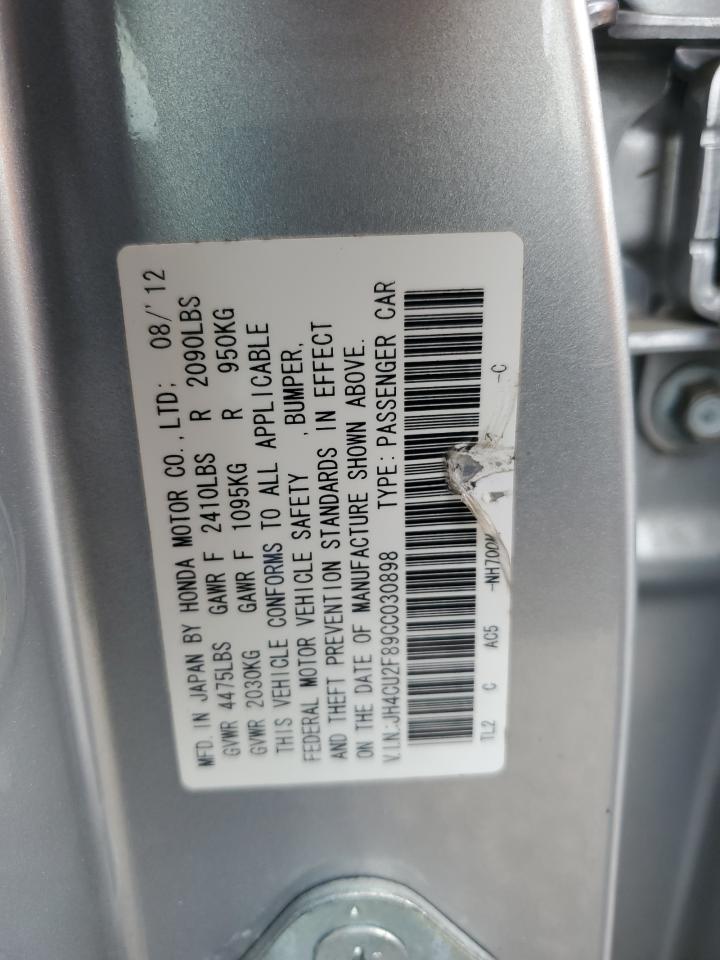 MFD. IN JAPAN BY HONDA MOTOR CO., LTD; 08/'12
GVWR 4475LBS GAWR F 2410LBS R 2090LBS
GVWR 2030KG GAWR F 1095KG R 950KG
THIS VEHICLE CONFORMS TO ALL APPLICABLE
FEDERAL MOTOR VEHICLE SAFETY , BUMPER,
AND THEFT PREVENTION STANDARDS IN EFFECT
ON THE DATE OF MANUFACTURE SHOWN ABOVE.
V.I.N:JH4CU2F89CC030898 TYPE: PASSENGER CAR
TL2 C AC5 -NH700M -C